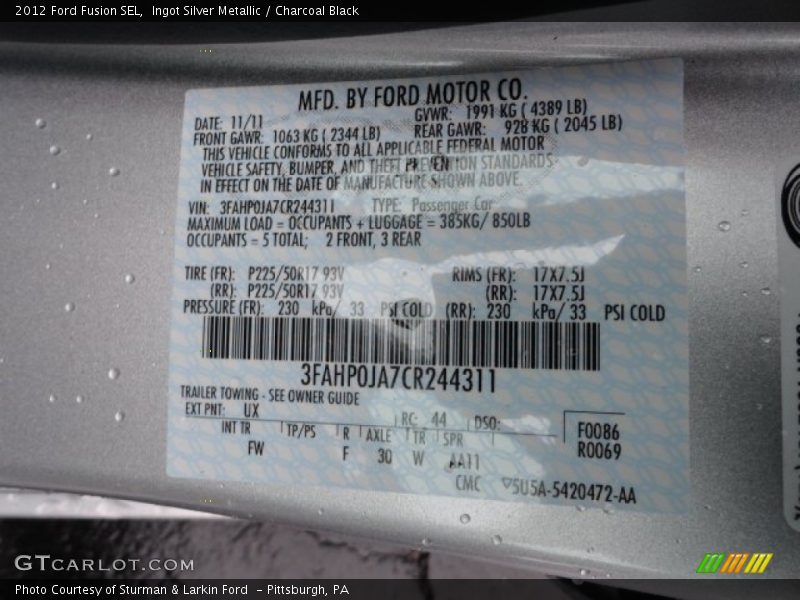 2012 Ford Fusion SEL, Ingot Silver Metallic / Charcoal Black
MFD. BY FORD MOTOR CO.
DATE: 11/11 GVWR: 1991 KG ( 4389 LB)
FRONT GAWR: 1063 KG ( 2344 LB) REAR GAWR: 928 KG ( 2045 LB)
THIS VEHICLE CONFORMS TO ALL APPLICABLE FEDERAL MOTOR
VEHICLE SAFETY, BUMPER, AND THEFT PREVENTION STANDARDS
IN EFFECT ON THE DATE OF MANUFACTURE SHOWN ABOVE.
VIN: 3FAHP0JA7CR244311 TYPE: Passenger Car
MAXIMUM LOAD = OCCUPANTS + LUGGAGE = 385KG/ 850LB
OCCUPANTS = 5 TOTAL; 2 FRONT, 3 REAR
TIRE (FR): P225/50R17 93V RIMS (FR): 17X7.5J
(RR): P225/50R17 93V (RR): 17X7.5J
PRESSURE (FR): 230 kPa/ 33 PSI COLD (RR): 230 kPa/ 33 PSI COLD
3FAHP0JA7CR244311
TRAILER TOWING - SEE OWNER GUIDE
EXT PNT: UX RC: 44 DSO:
INT TR TP/PS R AXLE TR SPR
FW F 30 W AA11
F0086
R0069
CMC 5U5A-5420472-AA
GTCARLOT.COM
Photo Courtesy of Sturman & Larkin Ford - Pittsburgh, PA